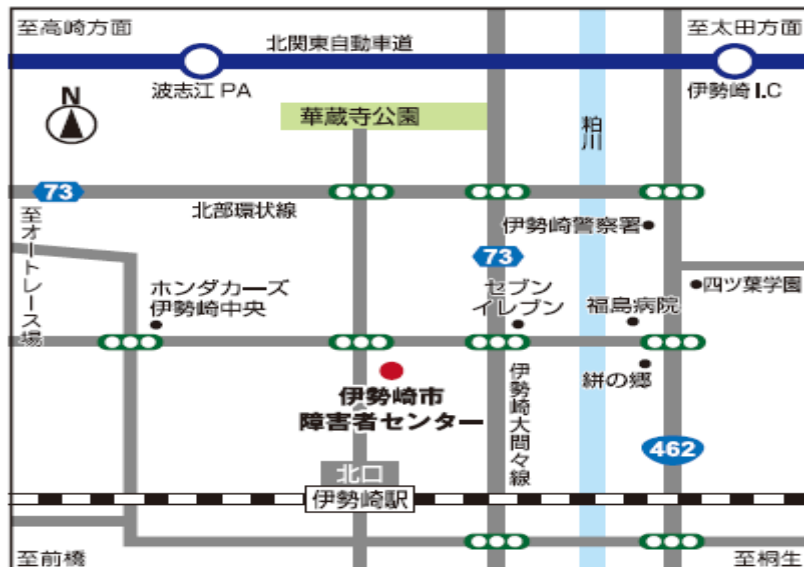 至高崎方面
北関東自動車道
至太田方面
波志江 PA
伊勢崎 I.C
N
華蔵寺公園
粕川
73
北部環状線
至オートレース場
伊勢崎警察署
73
ホンダカーズ
伊勢崎中央
セブン
イレブン
四ツ葉学園
福島病院
伊勢崎市
障害者センター
伊勢崎大間々線
絣の郷
462
北口
伊勢崎駅
至前橋
至桐生